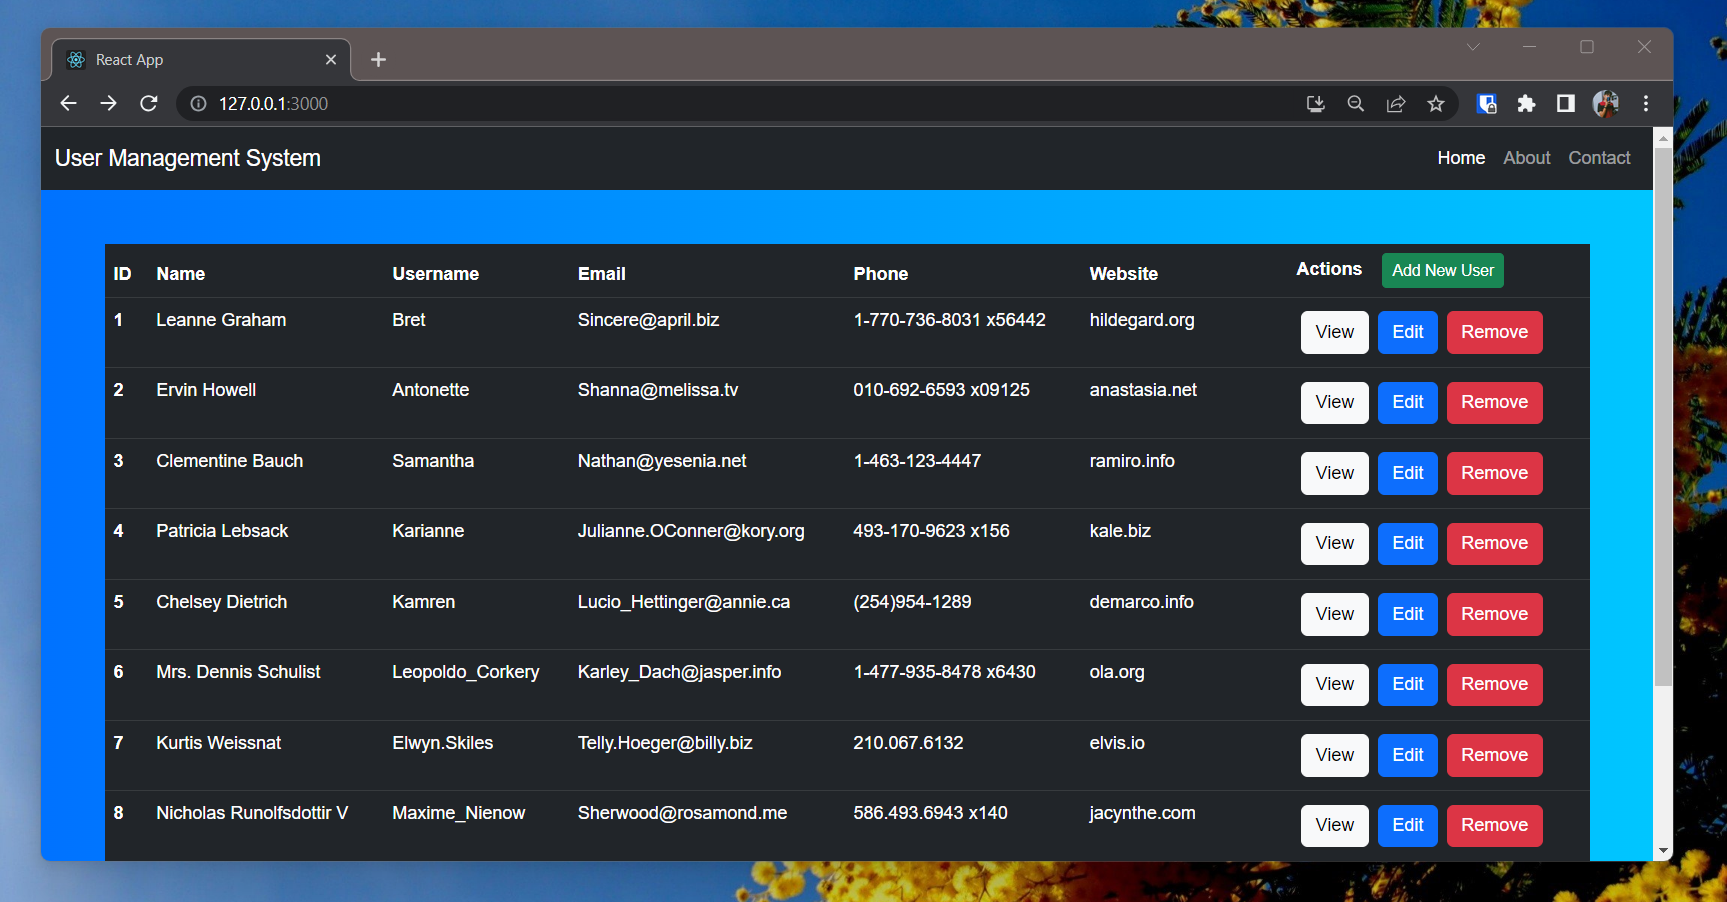 React App
127.0.0.1:3000
User Management System Home About Contact
ID Name Username Email Phone Website Actions Add New User
1 Leanne Graham Bret Sincere@april.biz 1-770-736-8031 x56442 hildegard.org View Edit Remove
2 Ervin Howell Antonette Shanna@melissa.tv 010-692-6593 x09125 anastasia.net View Edit Remove
3 Clementine Bauch Samantha Nathan@yesenia.net 1-463-123-4447 ramiro.info View Edit Remove
4 Patricia Lebsack Karianne Julianne.OConner@kory.org 493-170-9623 x156 kale.biz View Edit Remove
5 Chelsey Dietrich Kamren Lucio_Hettinger@annie.ca (254)954-1289 demarco.info View Edit Remove
6 Mrs. Dennis Schulist Leopoldo_Corkery Karley_Dach@jasper.info 1-477-935-8478 x6430 ola.org View Edit Remove
7 Kurtis Weissnat Elwyn.Skiles Telly.Hoeger@billy.biz 210.067.6132 elvis.io View Edit Remove
8 Nicholas Runolfsdottir V Maxime_Nienow Sherwood@rosamond.me 586.493.6943 x140 jacynthe.com View Edit Remove